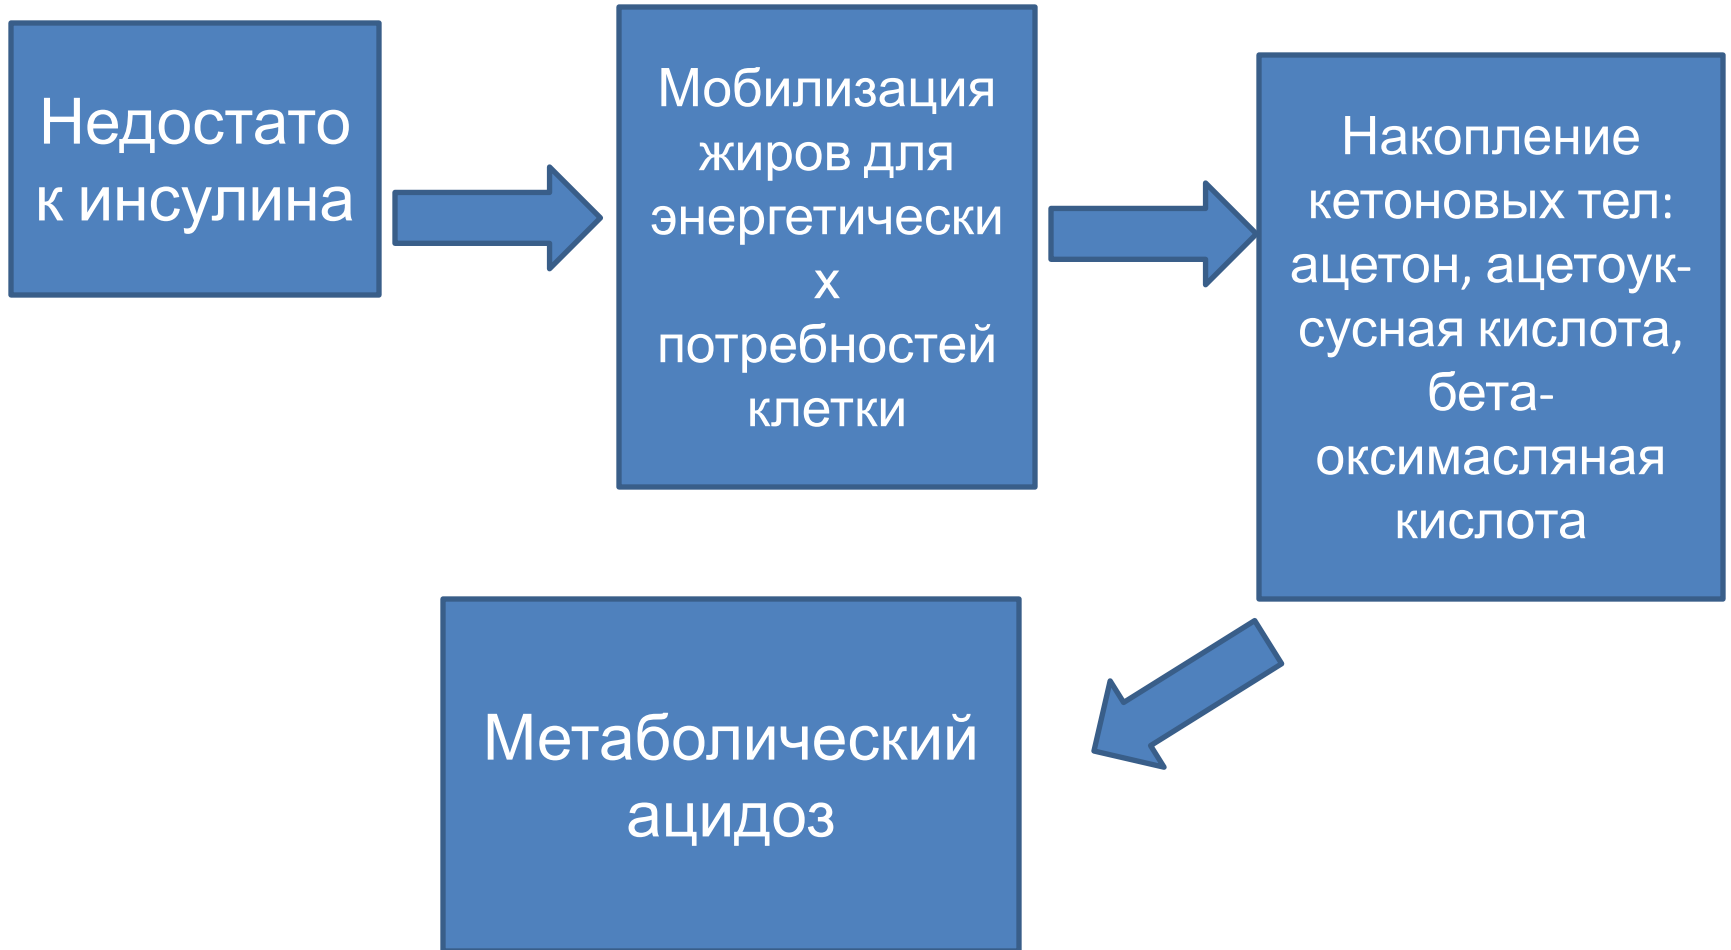 Недостато
к инсулина
Мобилизация
жиров для
энергетически
х
потребностей
клетки
Накопление
кетоновых тел:
ацетон, ацетоук-
сусная кислота,
бета-
оксимасляная
кислота
Метаболический
ацидоз